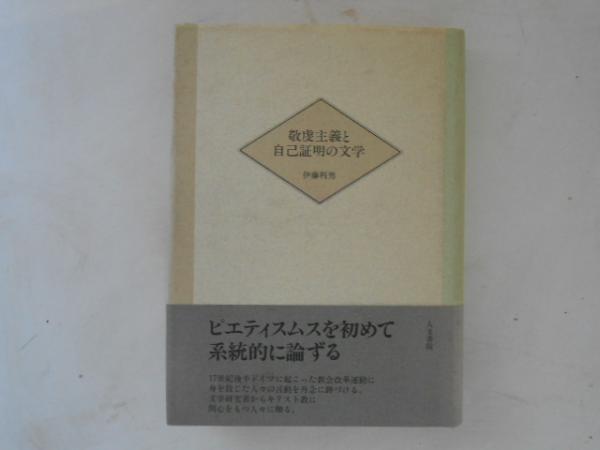 敬虔主義と
自己証明の文学
伊藤利男
ピエティスムスを初めて
系統的に論ずる
人文書院
17世紀後半ドイツに起こった教会改革運動に
身を投じた人々の言動を丹念に跡づける。
文学研究者からキリスト教に
関心をもつ人々に贈る。